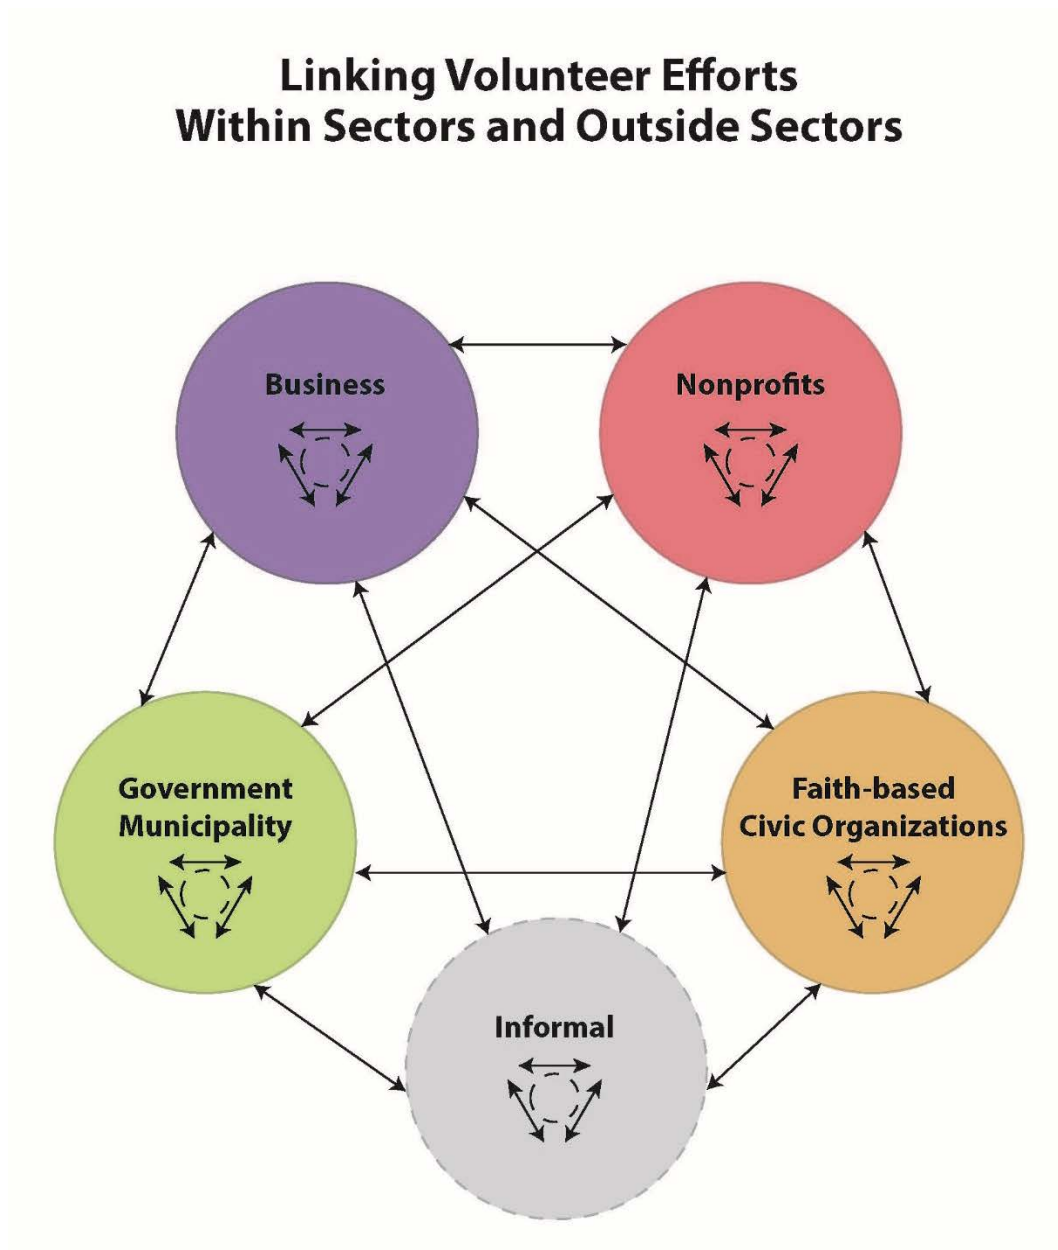 Linking Volunteer Efforts
Within Sectors and Outside Sectors
Business
Nonprofits
Government
Municipality
Faith-based
Civic Organizations
Informal